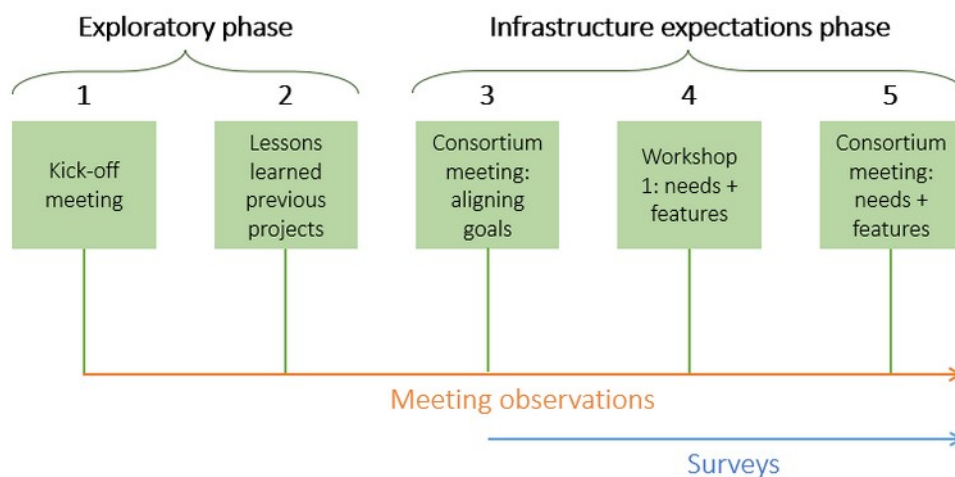 Exploratory phase
Infrastructure expectations phase
1
2
3
4
5
Kick-off
meeting
Lessons
learned
previous
projects
Consortium
meeting:
aligning
goals
Workshop
1: needs +
features
Consortium
meeting:
needs +
features
Meeting observations
Surveys